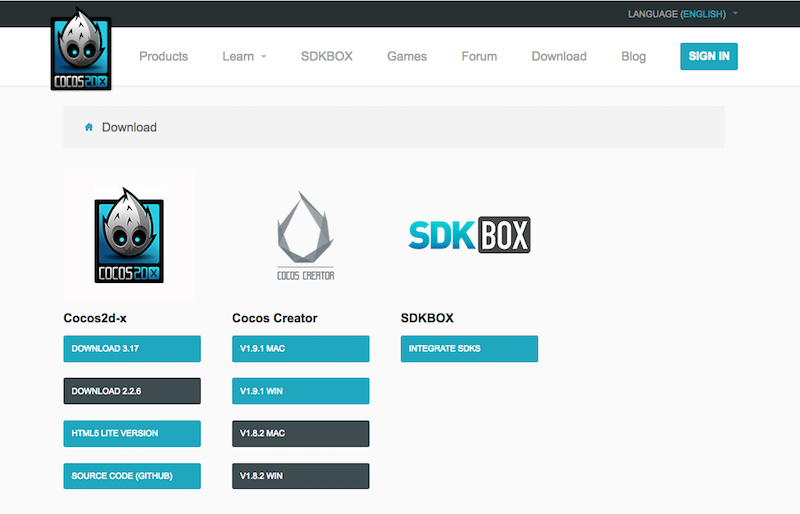 LANGUAGE (ENGLISH)
COCOS2D X
Products Learn SDKBOX Games Forum Download Blog SIGN IN
Download
COCOS2D X
COCOS CREATOR
SDKBOX
Cocos2d-x Cocos Creator SDKBOX
DOWNLOAD 3.17 V1.9.1 MAC INTEGRATE SDKS
DOWNLOAD 2.2.6 V1.9.1 WIN
HTML5 LITE VERSION V1.8.2 MAC
SOURCE CODE (GITHUB) V1.8.2 WIN